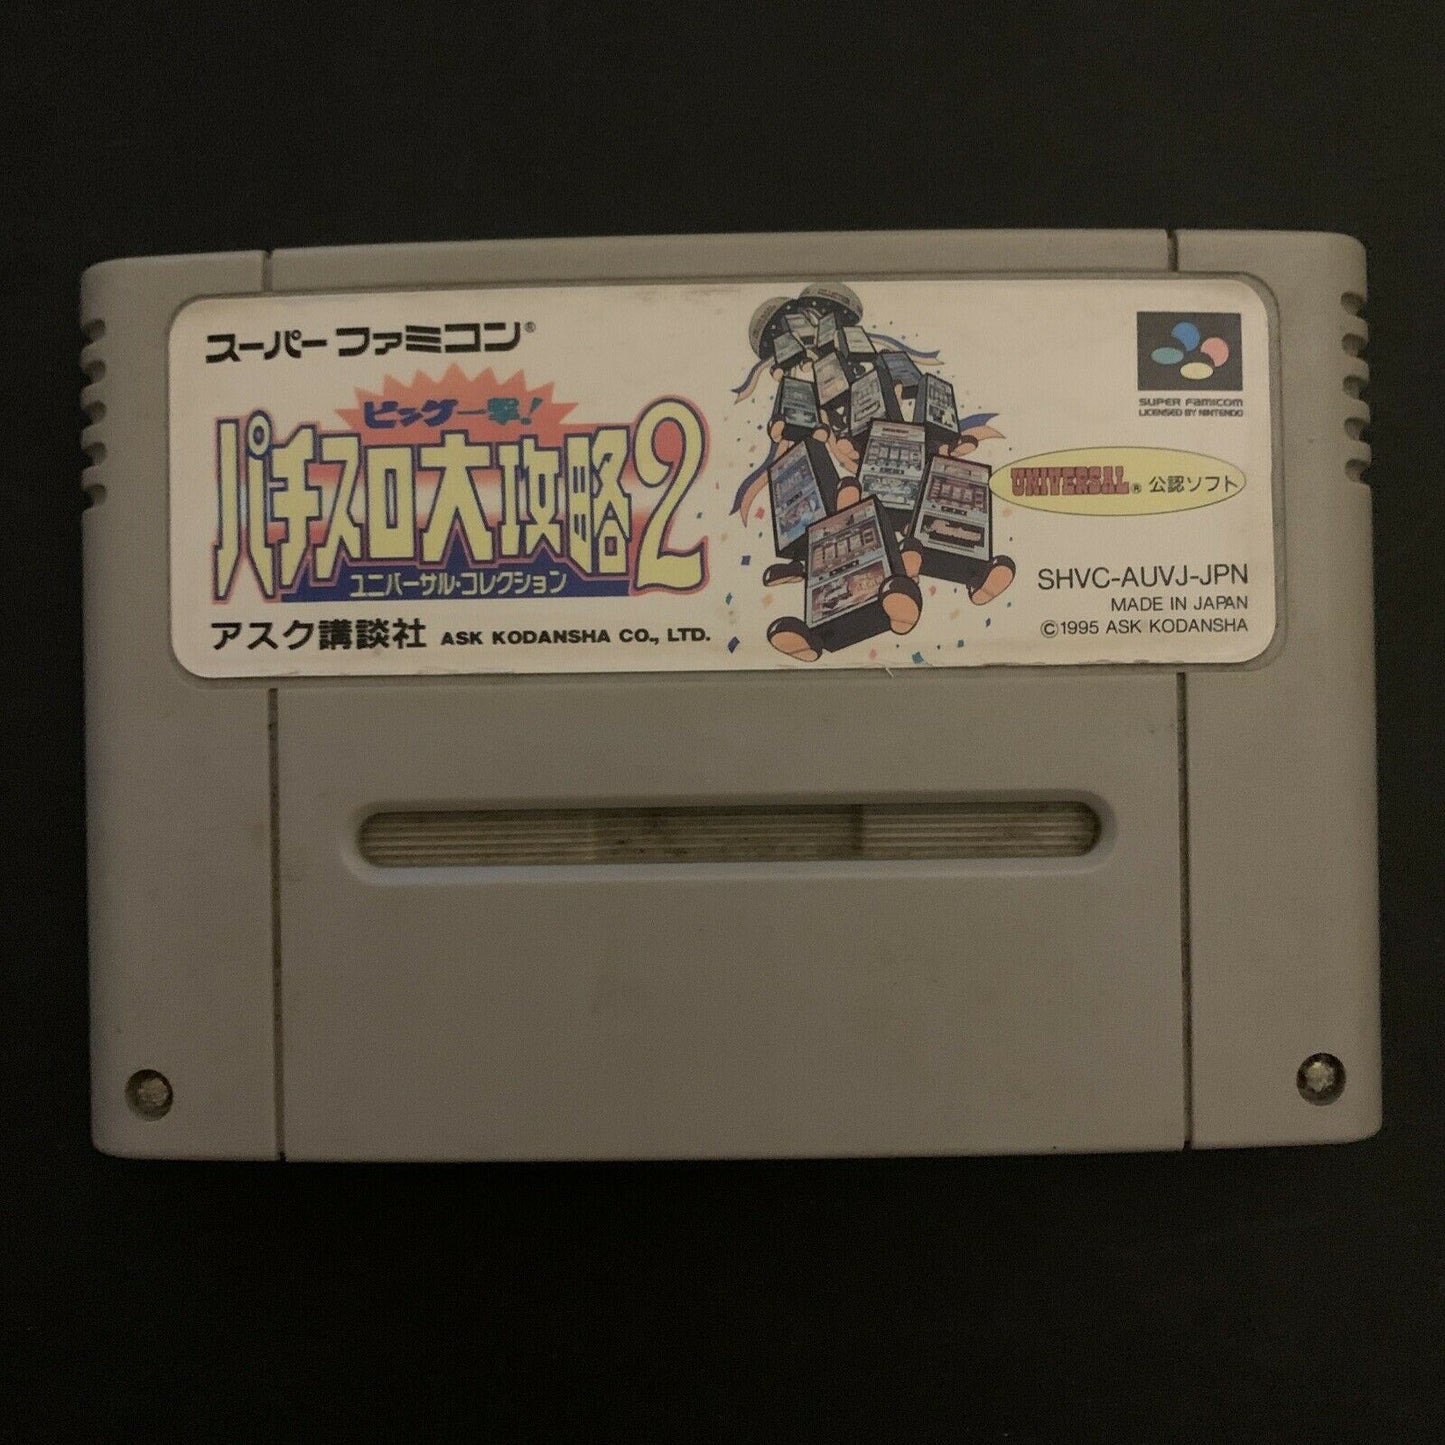 スーパーファミコン®
ビッグ一撃!
パチスロ大攻略2
ユニバーサル・コレクション
アスク講談社 ASK KODANSHA CO., LTD.
SUPER FAMICOM
LICENSED BY NINTENDO
UNIVERSAL® 公認ソフト
SHVC-AUVJ-JPN
MADE IN JAPAN
©1995 ASK KODANSHA